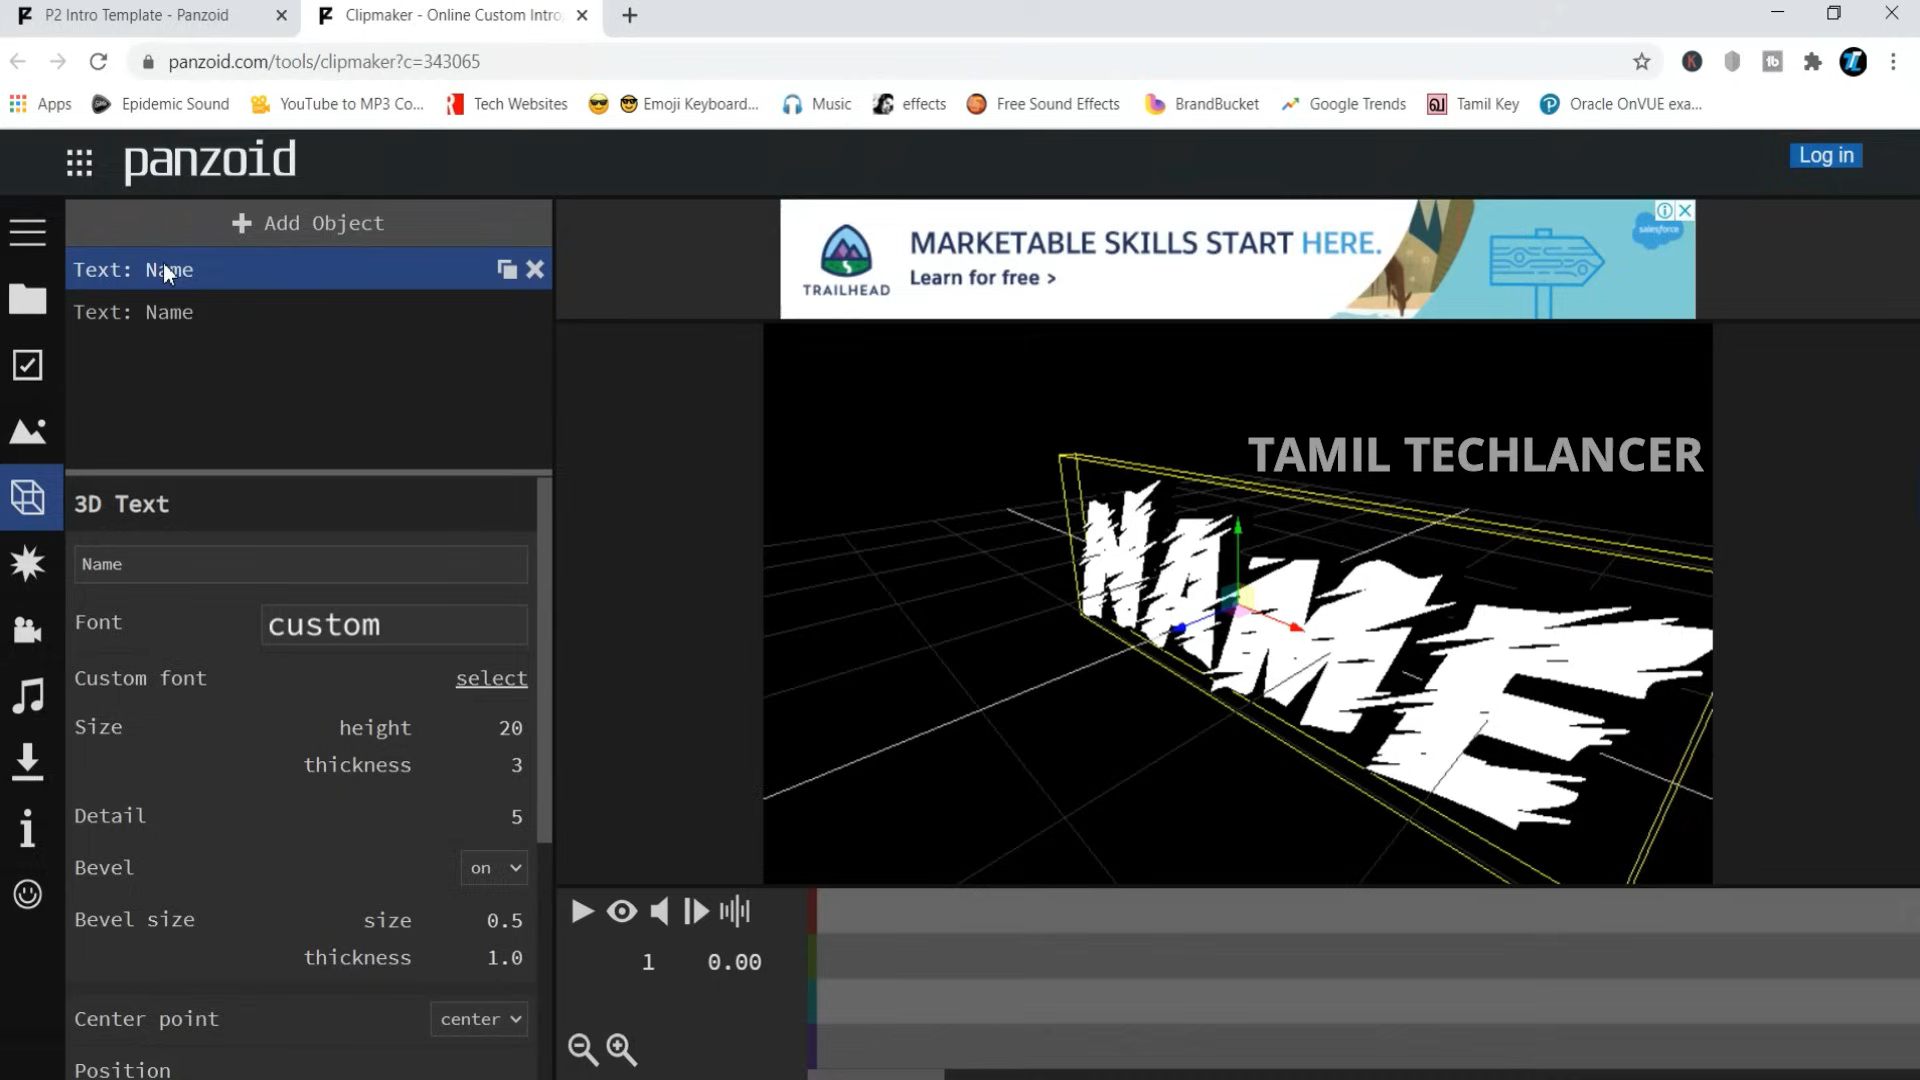 P2 Intro Template - Panzoid
Clipmaker - Online Custom Intro
panzoid.com/tools/clipmaker?c=343065
Apps
Epidemic Sound
YouTube to MP3 Co...
Tech Websites
Emoji Keyboard...
Music
effects
Free Sound Effects
BrandBucket
Google Trends
Tamil Key
Oracle OnVUE exa...
panzoid
Log in
Add Object
Text: Name
Text: Name
TRAILHEAD
MARKETABLE SKILLS START HERE.
Learn for free >
salesforce
TAMIL TECHLANCER
NAME
3D Text
Name
Font custom
Custom font select
Size height 20
thickness 3
Detail 5
Bevel on
Bevel size size 0.5
thickness 1.0
Center point center
Position
1 0.00